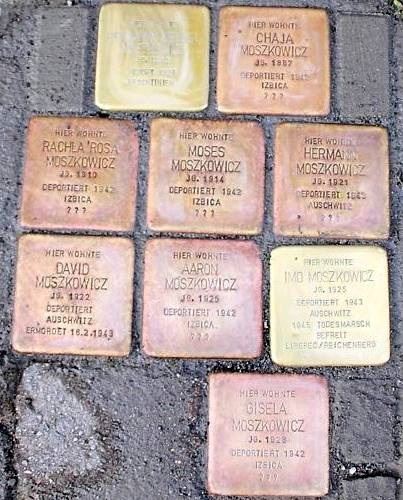 HIER WOHNTE
CHAJA
MOSZKOWICZ
DEPORTIERT 1942
IZBICA
? ? ?
HIER WOHNTE
RACHLA 'ROSA'
MOSZKOWICZ
JG. 1910
DEPORTIERT 1942
IZBICA
? ? ?
HIER WOHNTE
MOSES
MOSZKOWICZ
JG. 1914
DEPORTIERT 1942
IZBICA
? ? ?
HIER WOHNTE
HERMANN
MOSZKOWICZ
JG. 1921
DEPORTIERT
AUSCHWITZ
? ? ?
HIER WOHNTE
DAVID
MOSZKOWICZ
JG. 1922
DEPORTIERT
AUSCHWITZ
ERMORDET 16.2.1943
HIER WOHNTE
AARON
MOSZKOWICZ
JG. 1925
DEPORTIERT 1942
IZBICA
? ? ?
HIER WOHNTE
IMO MOSZKOWICZ
JG. 1925
DEPORTIERT 1943
AUSCHWITZ
1945 TODESMARSCH
BEFREIT
LIBEREC/REICHENBERG
HIER WOHNTE
GISELA
MOSZKOWICZ
JG. 1928
DEPORTIERT 1942
IZBICA
? ? ?